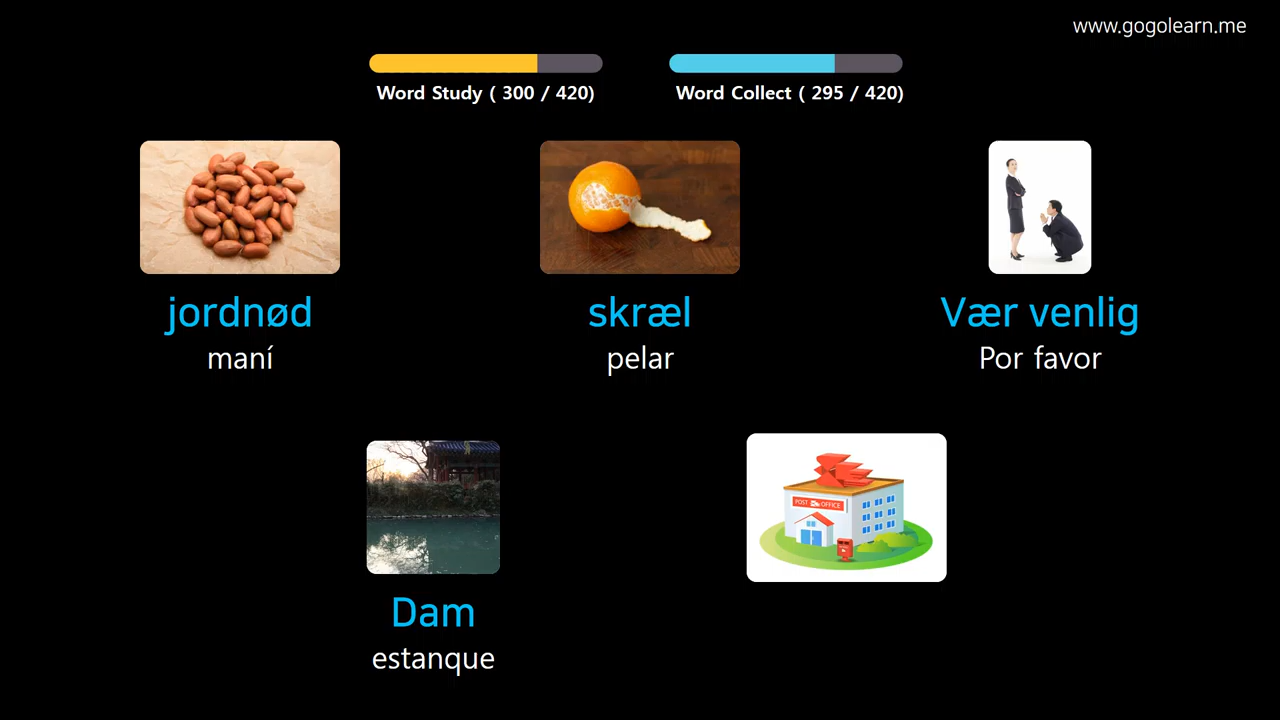 www.gogolearn.me
Word Study ( 300 / 420)
Word Collect ( 295 / 420)
jordnød
maní
skræl
pelar
Vær venlig
Por favor
POST OFFICE
Dam
estanque